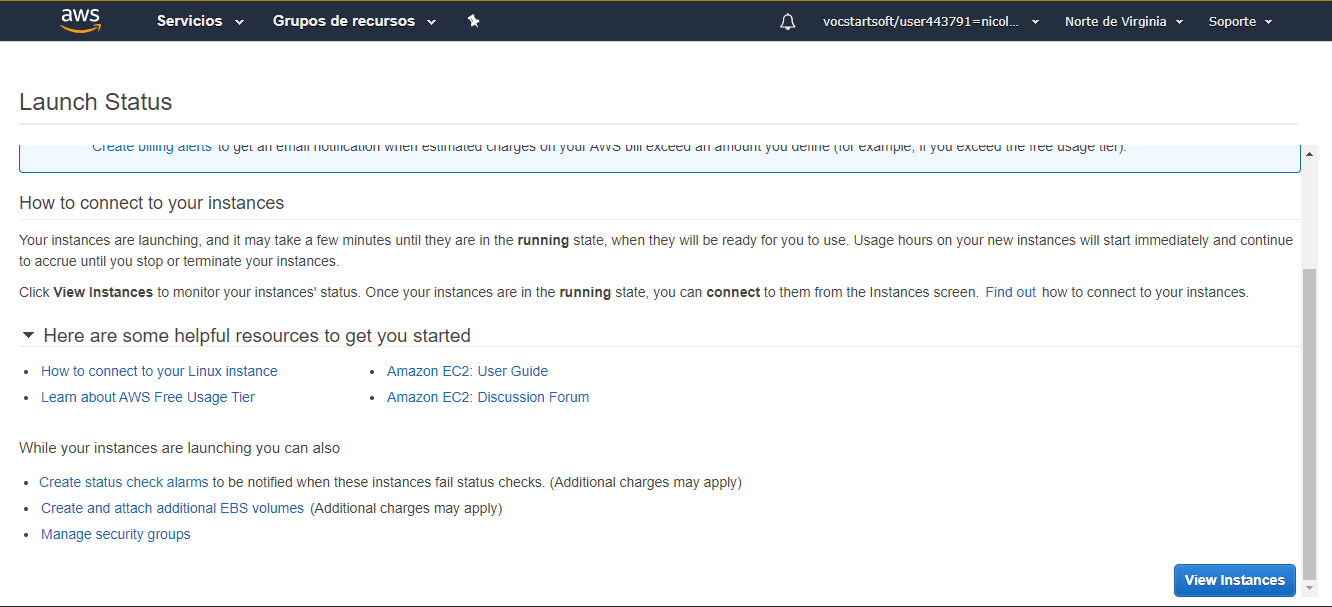 aws Servicios Grupos de recursos vocstartsoft/user443791=nicol... Norte de Virginia Soporte
Launch Status
Create billing alerts to get an email notification when estimated charges on your AWS bill exceed an amount you define (for example, if you exceed the free usage tier).
How to connect to your instances
Your instances are launching, and it may take a few minutes until they are in the running state, when they will be ready for you to use. Usage hours on your new instances will start immediately and continue
to accrue until you stop or terminate your instances.
Click View Instances to monitor your instances' status. Once your instances are in the running state, you can connect to them from the Instances screen. Find out how to connect to your instances.
Here are some helpful resources to get you started
• How to connect to your Linux instance • Amazon EC2: User Guide
• Learn about AWS Free Usage Tier • Amazon EC2: Discussion Forum
While your instances are launching you can also
• Create status check alarms to be notified when these instances fail status checks. (Additional charges may apply)
• Create and attach additional EBS volumes (Additional charges may apply)
• Manage security groups
View Instances